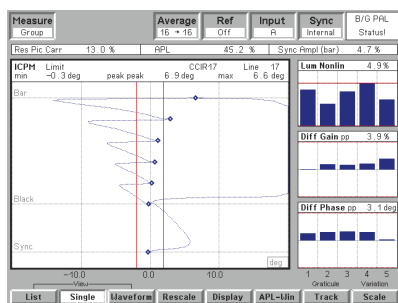 Measure Group
Average 16 → 16
Ref Off
Input A
Sync Internal
B/G PAL Status!
Res Pic Carr 13.0 % APL 45.2 % Sync Ampl (bar) 4.7 %
ICPM Limit CCIR17 Line 17
min -0.3 deg peak peak 6.9 deg max 6.6 deg
Bar
Black
Sync
deg
-10.0 0.0 10.0
Lum Nonlin 4.9 %
Diff Gain pp 3.9 %
Diff Phase pp 3.1 deg
1 2 3 4 5
View Graticule Variation
List Single Waveform Rescale Display APL-Win Track Scale